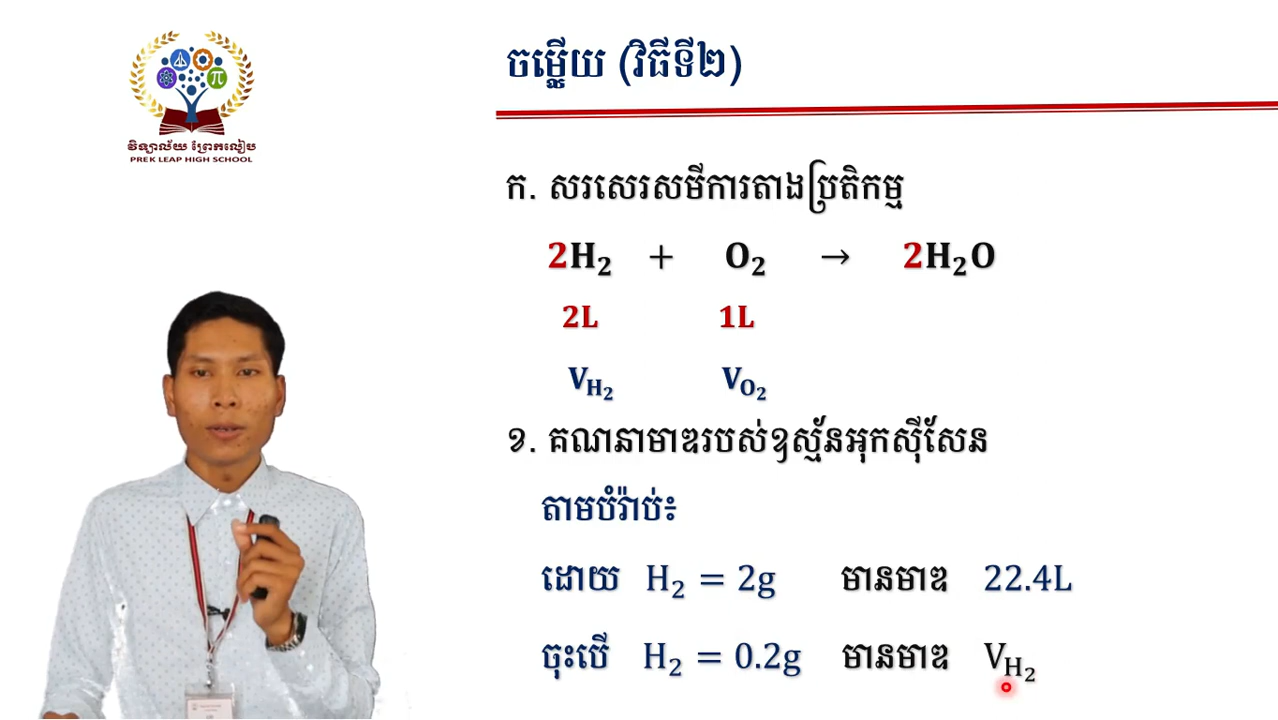 វិទ្យាល័យ ព្រែកលៀប
PREK LEAP HIGH SCHOOL
ចម្លើយ (វិធីទី២)
ក. សរសេរសមីការតាងប្រតិកម្ម
2H₂ + O₂ → 2H₂O
2L 1L
V_H₂ V_O₂
ខ. គណនាមាឌរបស់ឧស្ម័នអុកស៊ីសែន
តាមបំរ៉ាប់៖
ដោយ H₂ = 2g មានមាឌ 22.4L
ចុះបើ H₂ = 0.2g មានមាឌ V_H₂